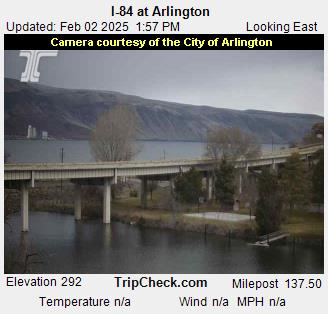 I-84 at Arlington
Updated: Feb 02 2025 1:57 PM Looking East
Camera courtesy of the City of Arlington
Elevation 292 TripCheck.com Milepost 137.50
Temperature n/a Wind n/a MPH n/a